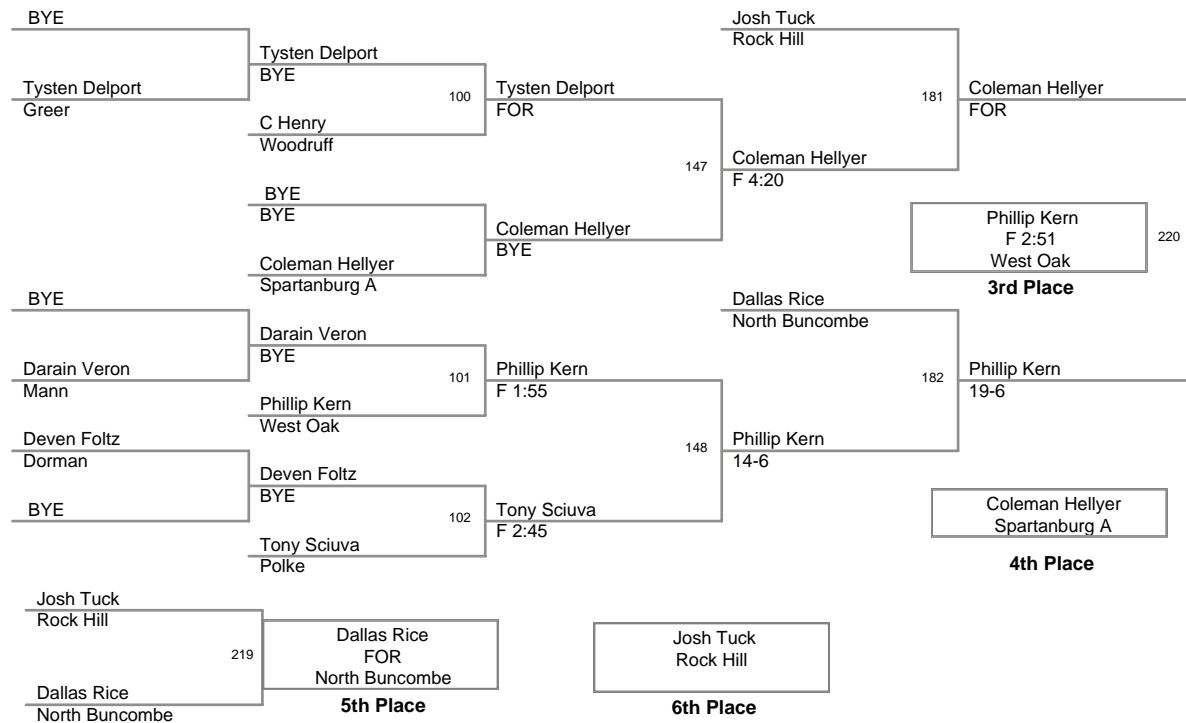 BYE
Josh Tuck
Rock Hill
Tysten Delport
BYE
Tysten Delport
Greer
100
Tysten Delport
FOR
181
Coleman Hellyer
FOR
C Henry
Woodruff
147
Coleman Hellyer
F 4:20
BYE
BYE
Coleman Hellyer
BYE
Phillip Kern
F 2:51
West Oak
220
3rd Place
Coleman Hellyer
Spartanburg A
BYE
Dallas Rice
North Buncombe
Darain Veron
BYE
Darain Veron
Mann
101
Phillip Kern
F 1:55
182
Phillip Kern
19-6
Phillip Kern
West Oak
Deven Foltz
Dorman
148
Phillip Kern
14-6
Deven Foltz
BYE
BYE
102
Tony Sciuva
F 2:45
Coleman Hellyer
Spartanburg A
4th Place
Tony Sciuva
Polke
Josh Tuck
Rock Hill
219
Dallas Rice
FOR
North Buncombe
5th Place
Josh Tuck
Rock Hill
6th Place
Dallas Rice
North Buncombe